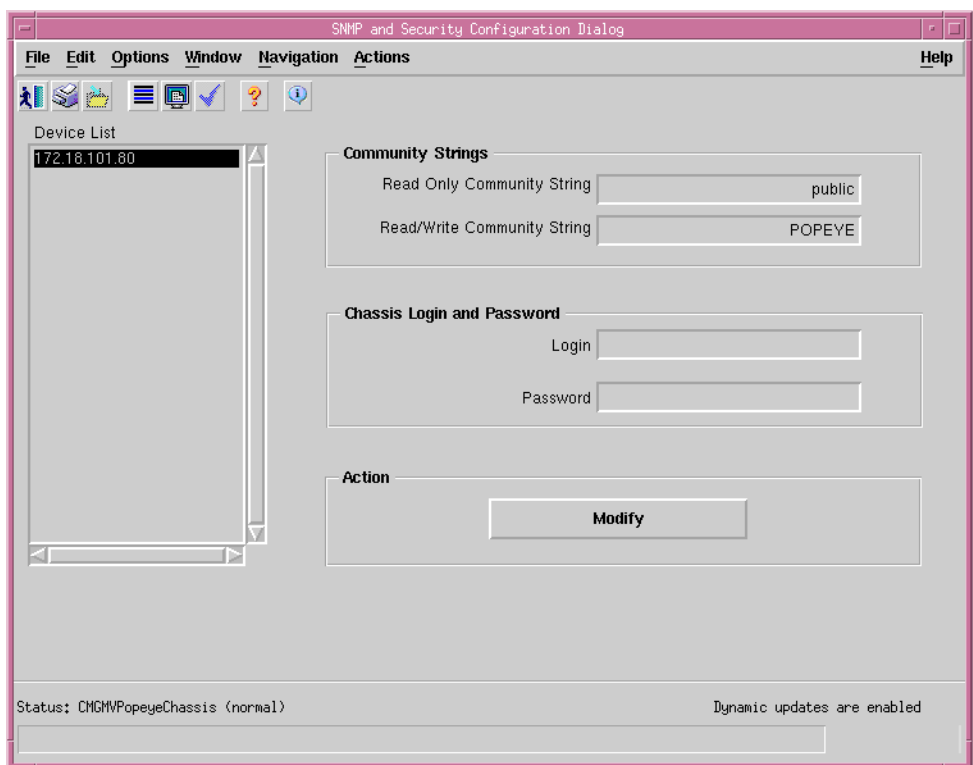 SNMP and Security Configuration Dialog
File Edit Options Window Navigation Actions Help
Device List
172.18.101.80
Community Strings
Read Only Community String public
Read/Write Community String POPEYE
Chassis Login and Password
Login
Password
Action
Modify
Status: CMGMVPopeyeChassis (normal) Dynamic updates are enabled